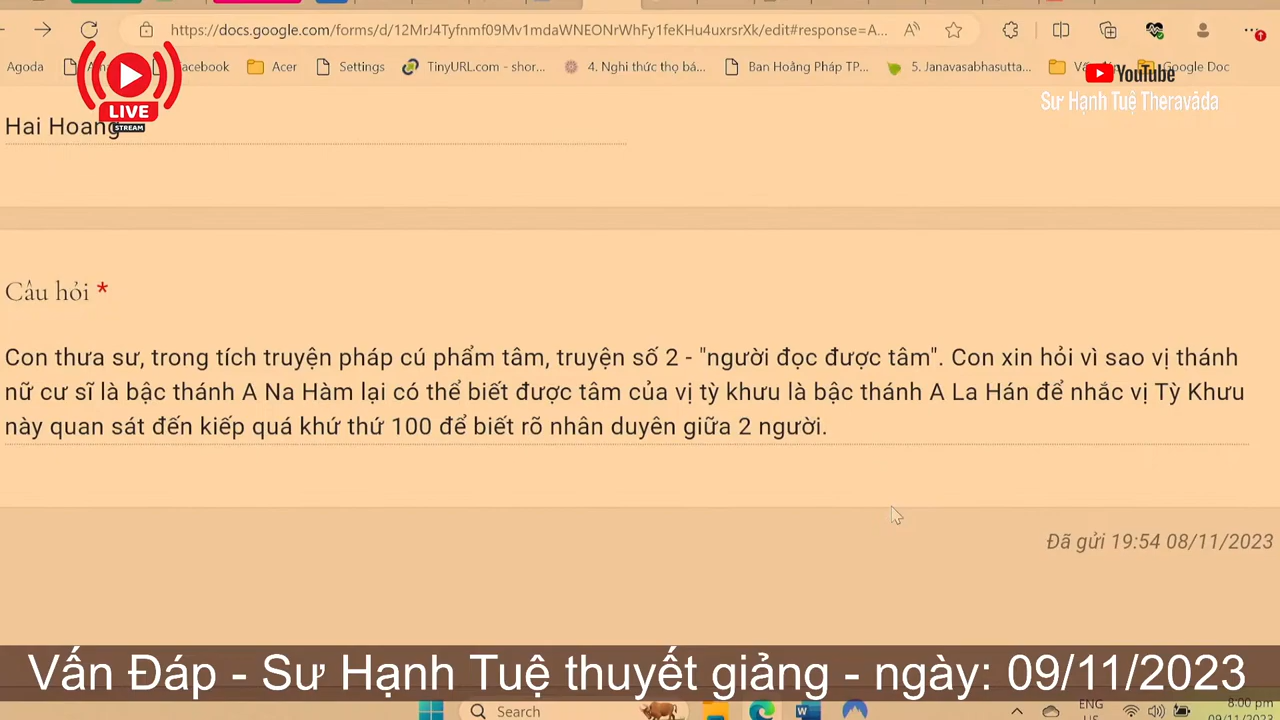 https://docs.google.com/forms/d/12MrJ4Tyfnmf09Mv1mdaWNEONrWhFy1feKHu4uxrsrXk/edit#response=A...
Agoda
Facebook
Acer
Settings
TinyURL.com - shor...
4. Nghi thức thọ bá...
Ban Hoằng Pháp TP,...
5. Janavasabhasutta...
Google Doc
LIVE
STREAM
YouTube
Sư Hạnh Tuệ Theravāda
Hai Hoang
Câu hỏi *
Con thưa sư, trong tích truyện pháp cú phẩm tâm, truyện số 2 - "người đọc được tâm". Con xin hỏi vì sao vị thánh
nữ cư sĩ là bậc thánh A Na Hàm lại có thể biết được tâm của vị tỳ khưu là bậc thánh A La Hán để nhắc vị Tỳ Khưu
này quan sát đến kiếp quá khứ thứ 100 để biết rõ nhân duyên giữa 2 người.
Đã gửi 19:54 08/11/2023
Vấn Đáp - Sư Hạnh Tuệ thuyết giảng - ngày: 09/11/2023
Search
ENG
8:00 pm